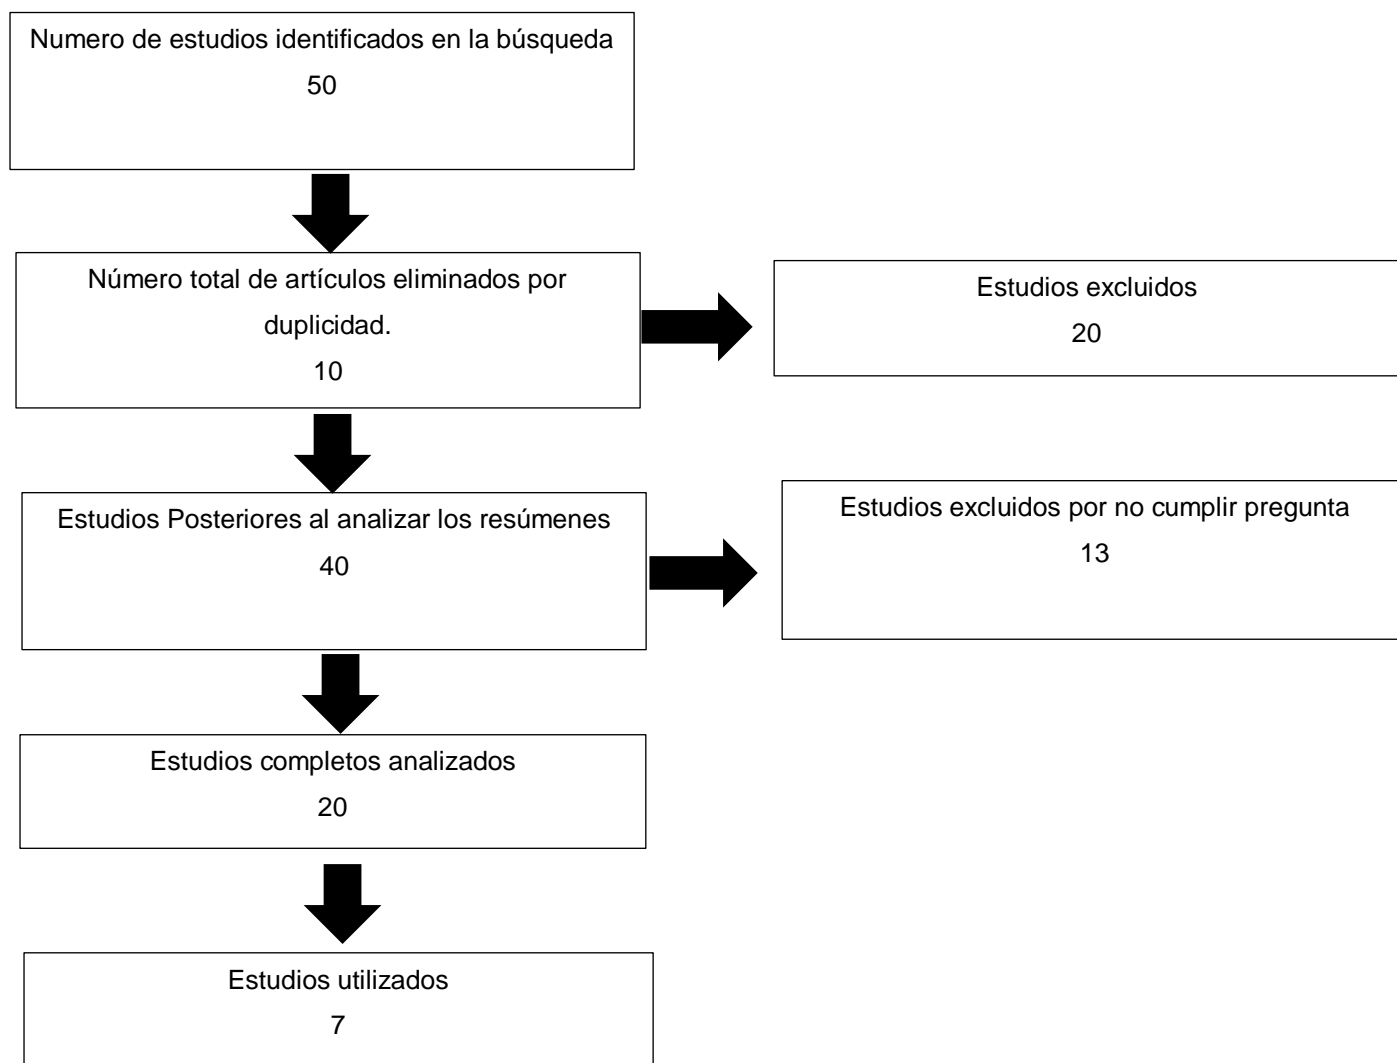 Numero de estudios identificados en la búsqueda
50
Número total de artículos eliminados por
duplicidad.
10
Estudios excluidos
20
Estudios Posteriores al analizar los resúmenes
40
Estudios excluidos por no cumplir pregunta
13
Estudios completos analizados
20
Estudios utilizados
7